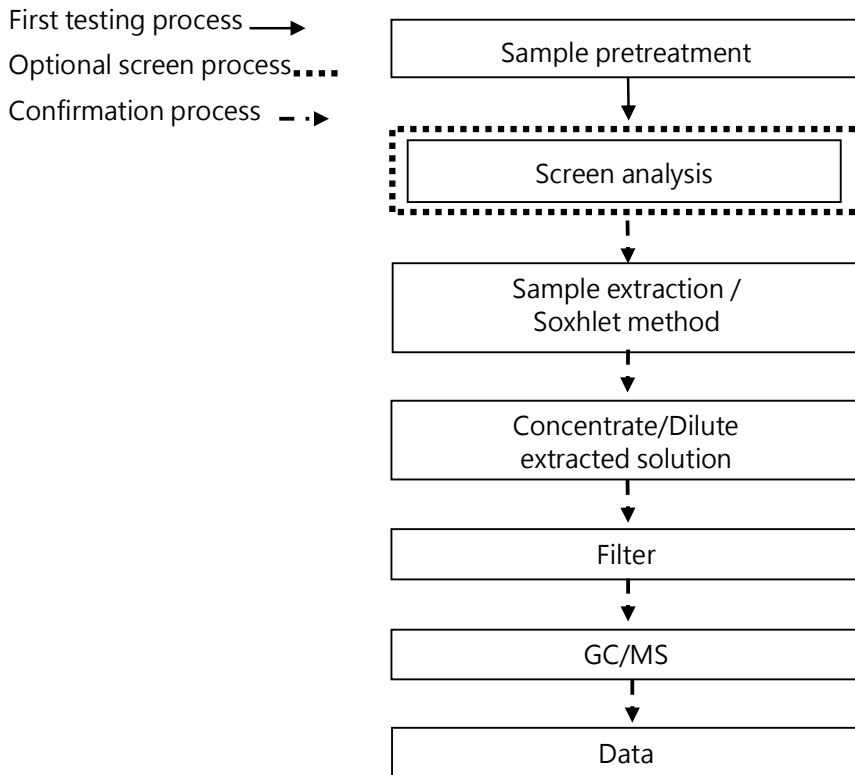 First testing process
Optional screen process
Confirmation process
Sample pretreatment
Screen analysis
Sample extraction /
Soxhlet method
Concentrate/Dilute
extracted solution
Filter
GC/MS
Data